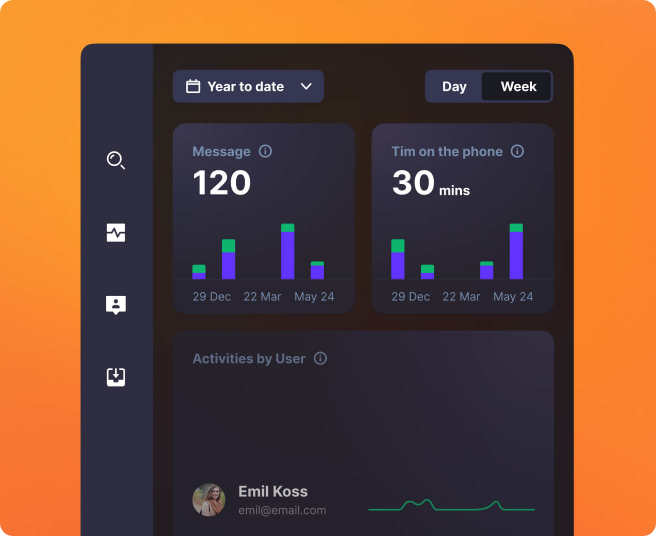 Year to date
Day Week
Message
120
29 Dec 22 Mar May 24
Tim on the phone
30 mins
29 Dec 22 Mar May 24
Activities by User
Emil Koss
emil@email.com